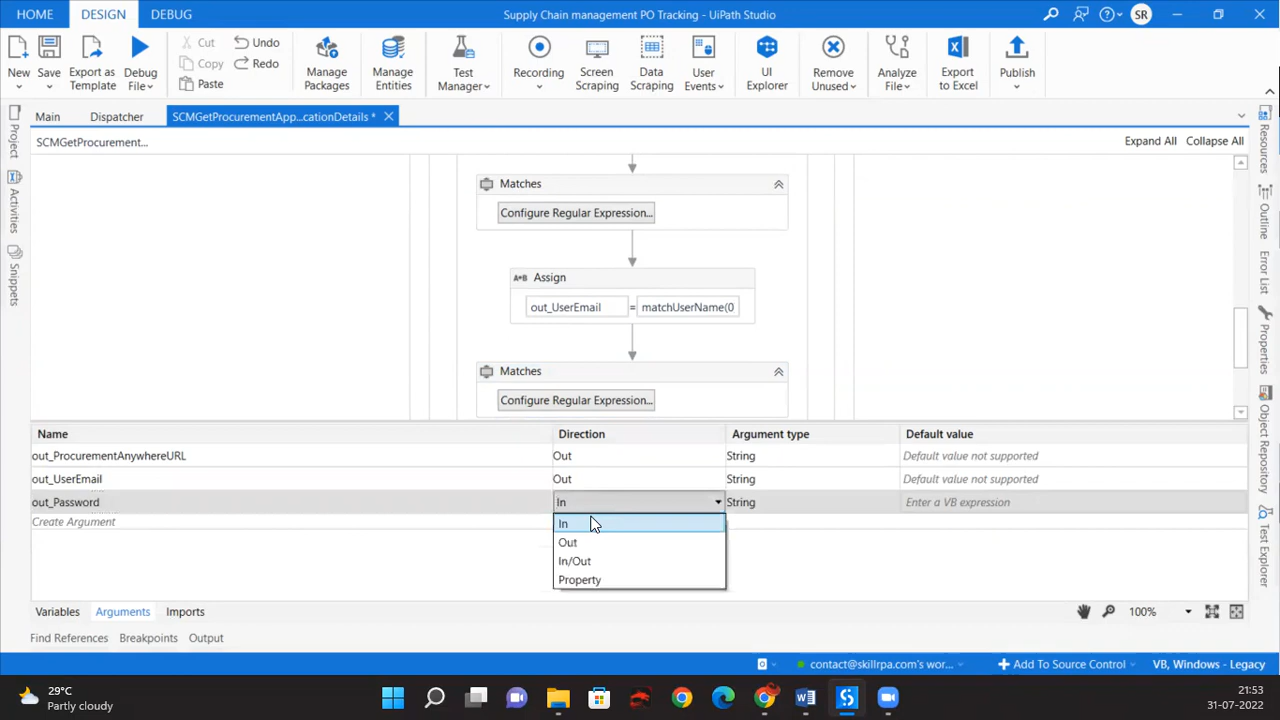 HOME DESIGN DEBUG Supply Chain management PO Tracking - UiPath Studio SR
New Save Export as Template Debug File Cut Copy Paste Undo Redo Manage Packages Manage Entities Test Manager Recording Screen Scraping Data Scraping User Events UI Explorer Remove Unused Analyze File Export to Excel Publish
Main Dispatcher SCMGetProcurementApp...cationDetails *
SCMGetProcurement... Expand All Collapse All
Project
Activities
Snippets
Matches
Configure Regular Expression...
A+B Assign
out_UserEmail = matchUserName(0
Matches
Configure Regular Expression...
Resources
Outline
Error List
Properties
Object Repository
Test Explorer
Name Direction Argument type Default value
out_ProcurementAnywhereURL Out String Default value not supported
out_UserEmail Out String Default value not supported
out_Password In String Enter a VB expression
Create Argument In
Out
In/Out
Property
Variables Arguments Imports 100%
Find References Breakpoints Output
contact@skillrpa.com's wor... Add To Source Control VB, Windows - Legacy
29°C
Partly cloudy
21:53
31-07-2022